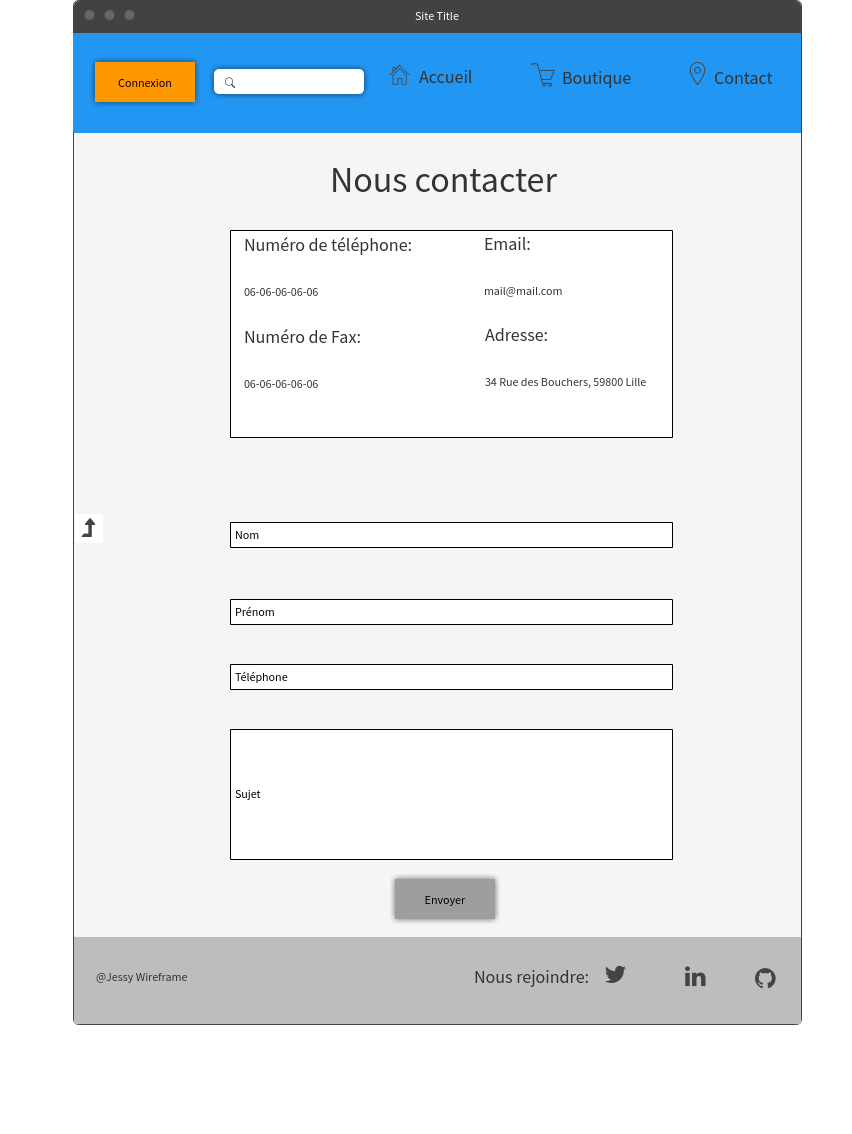 Site Title
Connexion
Accueil
Boutique
Contact
Nous contacter
Numéro de téléphone:
Email:
06-06-06-06-06
mail@mail.com
Numéro de Fax:
Adresse:
06-06-06-06-06
34 Rue des Bouchers, 59800 Lille
Nom
Prénom
Téléphone
Sujet
Envoyer
@Jessy Wireframe
Nous rejoindre:
in